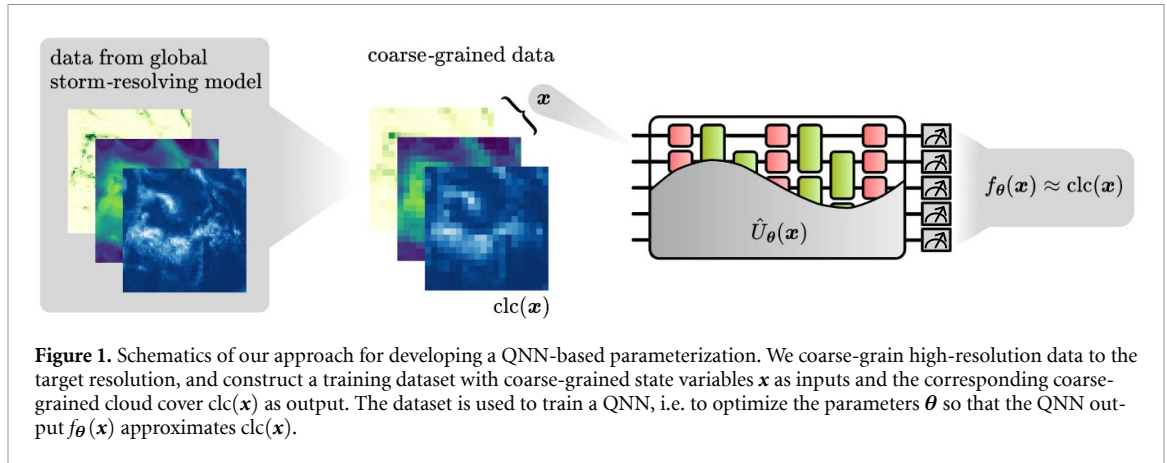 data from global
storm-resolving model
coarse-grained data
x
clc(x)
Û_θ(x)
f_θ(x) ≈ clc(x)
Figure 1. Schematics of our approach for developing a QNN-based parameterization. We coarse-grain high-resolution data to the
target resolution, and construct a training dataset with coarse-grained state variables x as inputs and the corresponding coarse-
grained cloud cover clc(x) as output. The dataset is used to train a QNN, i.e. to optimize the parameters θ so that the QNN out-
put f_θ(x) approximates clc(x).